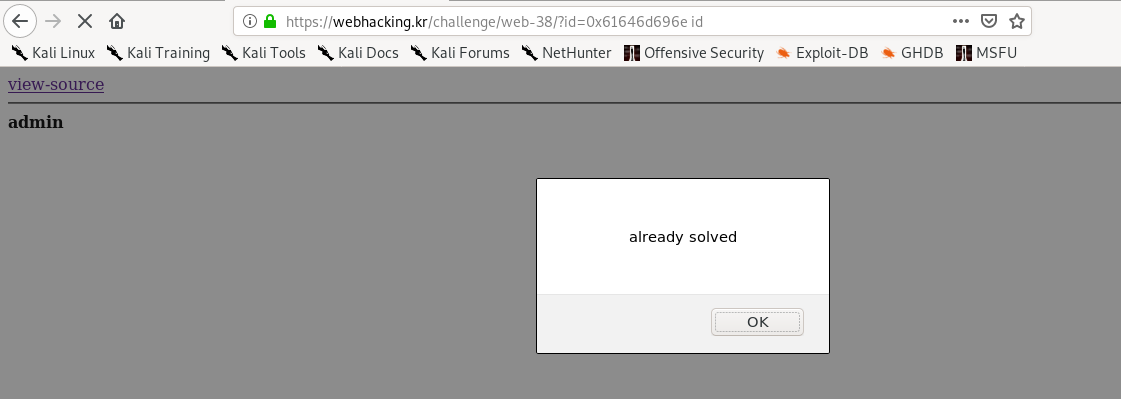 https://webhacking.kr/challenge/web-38/?id=0x61646d696e id
Kali Linux Kali Training Kali Tools Kali Docs Kali Forums NetHunter Offensive Security Exploit-DB GHDB MSFU
view-source
admin
already solved
OK